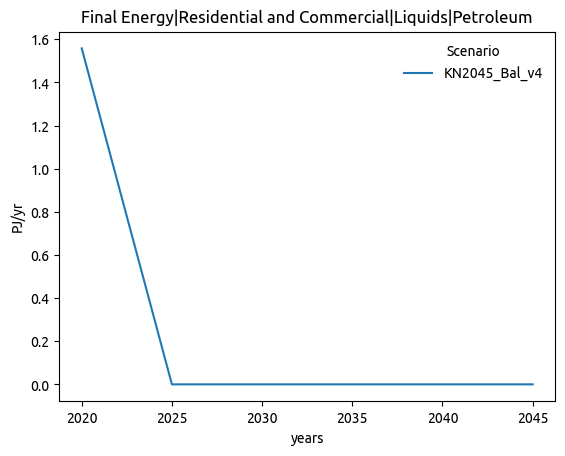 Final Energy|Residential and Commercial|Liquids|Petroleum
Scenario
KN2045_Bal_v4
PJ/yr
1.6
1.4
1.2
1.0
0.8
0.6
0.4
0.2
0.0
2020 2025 2030 2035 2040 2045
years